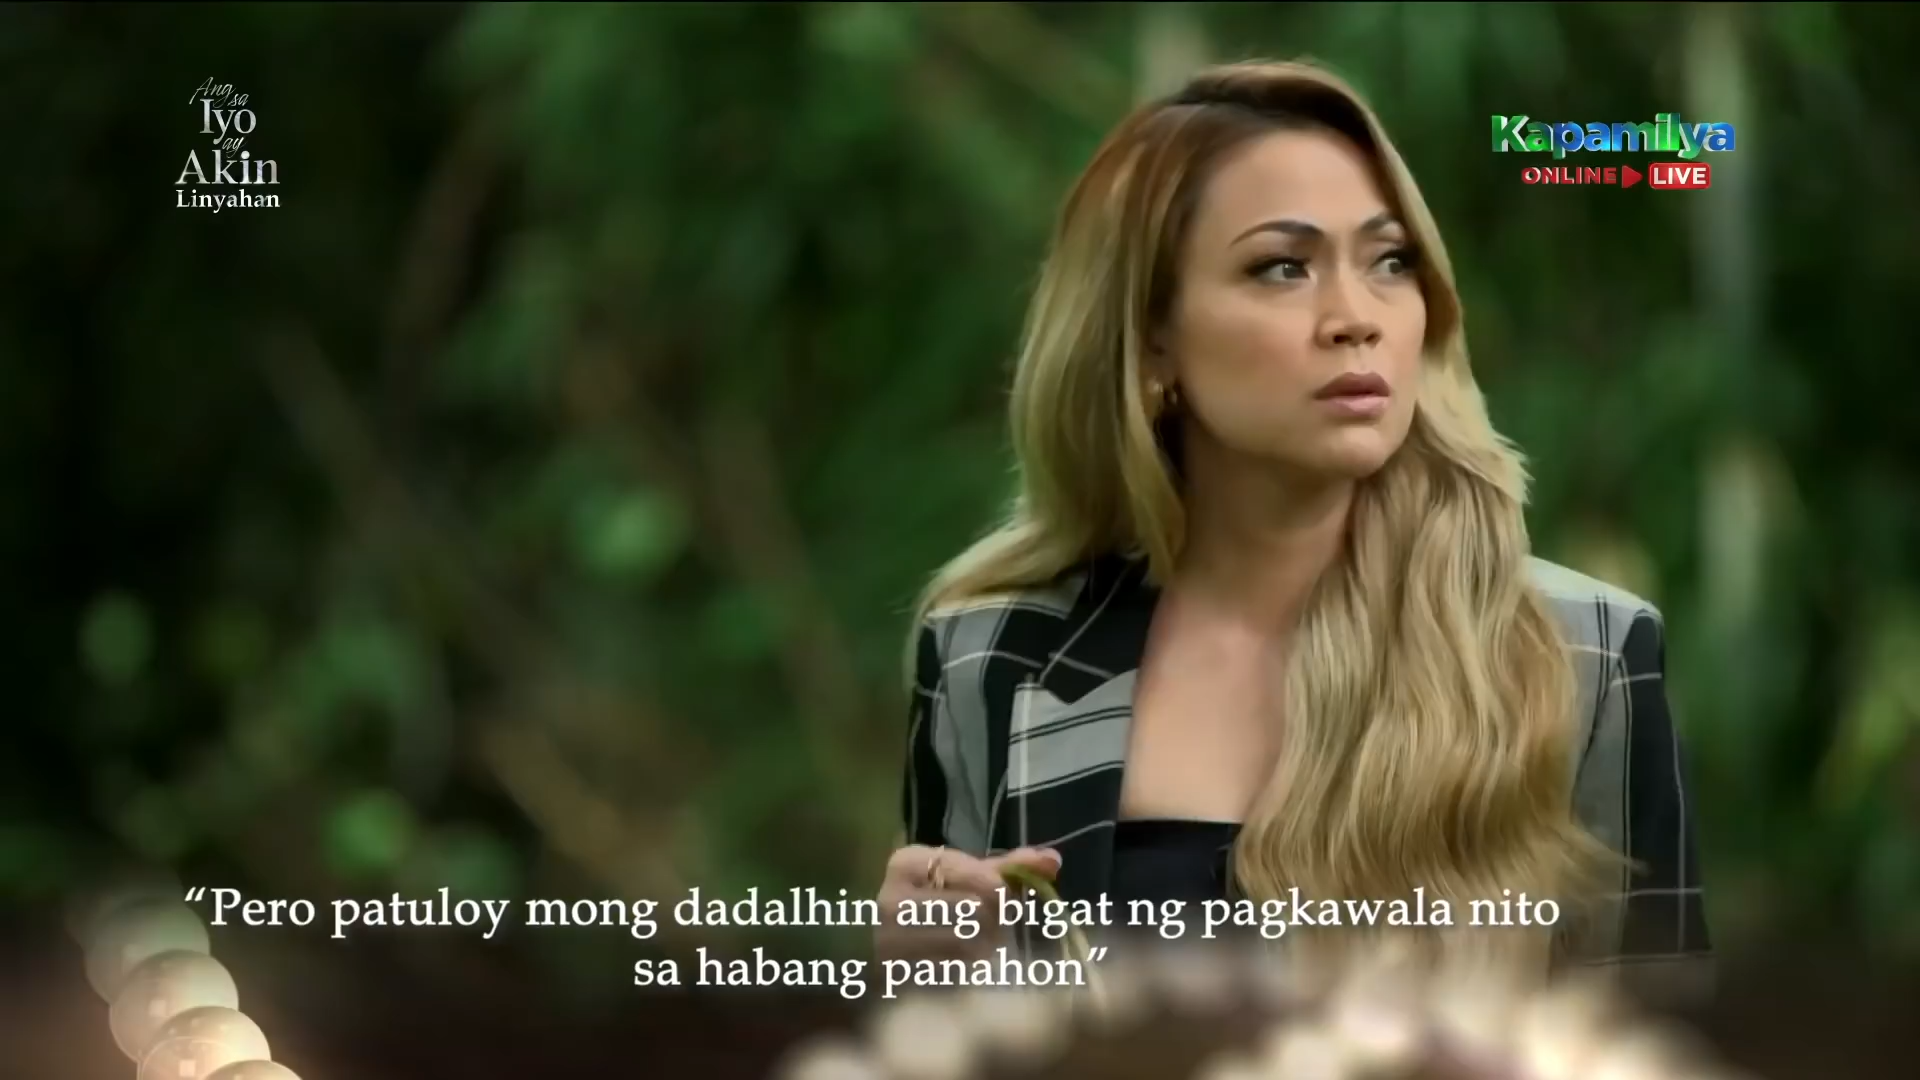 Ang sa
Iyo
ay
Akin
Linyahan
Kapamilya
ONLINE LIVE
“Pero patuloy mong dadalhin ang bigat ng pagkawala nito
sa habang panahon”